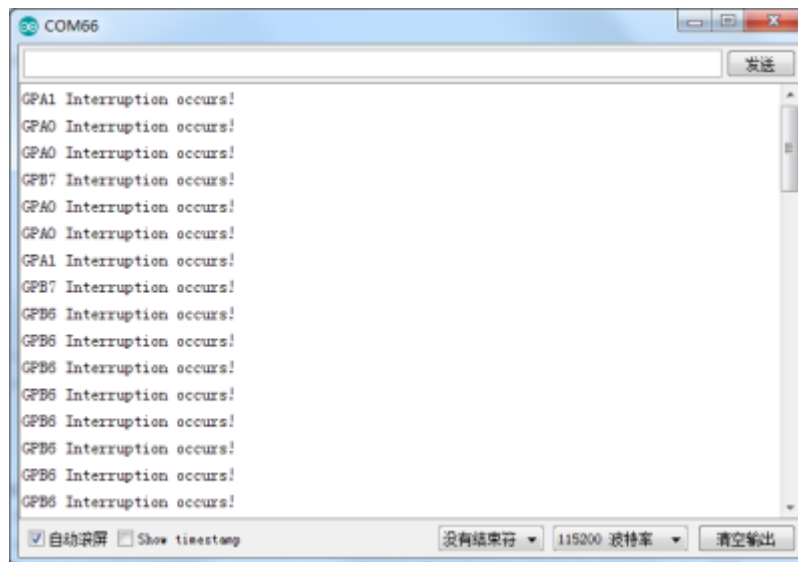 COM66
发送
GPA1 Interruption occurs!
GPA0 Interruption occurs!
GPA0 Interruption occurs!
GPB7 Interruption occurs!
GPA0 Interruption occurs!
GPA0 Interruption occurs!
GPA1 Interruption occurs!
GPB7 Interruption occurs!
GPB6 Interruption occurs!
GPB6 Interruption occurs!
GPB6 Interruption occurs!
GPB6 Interruption occurs!
GPB6 Interruption occurs!
GPB6 Interruption occurs!
GPB6 Interruption occurs!
GPB6 Interruption occurs!
自动滚屏 Show timestamp 没有结束符 115200 波特率 清空输出